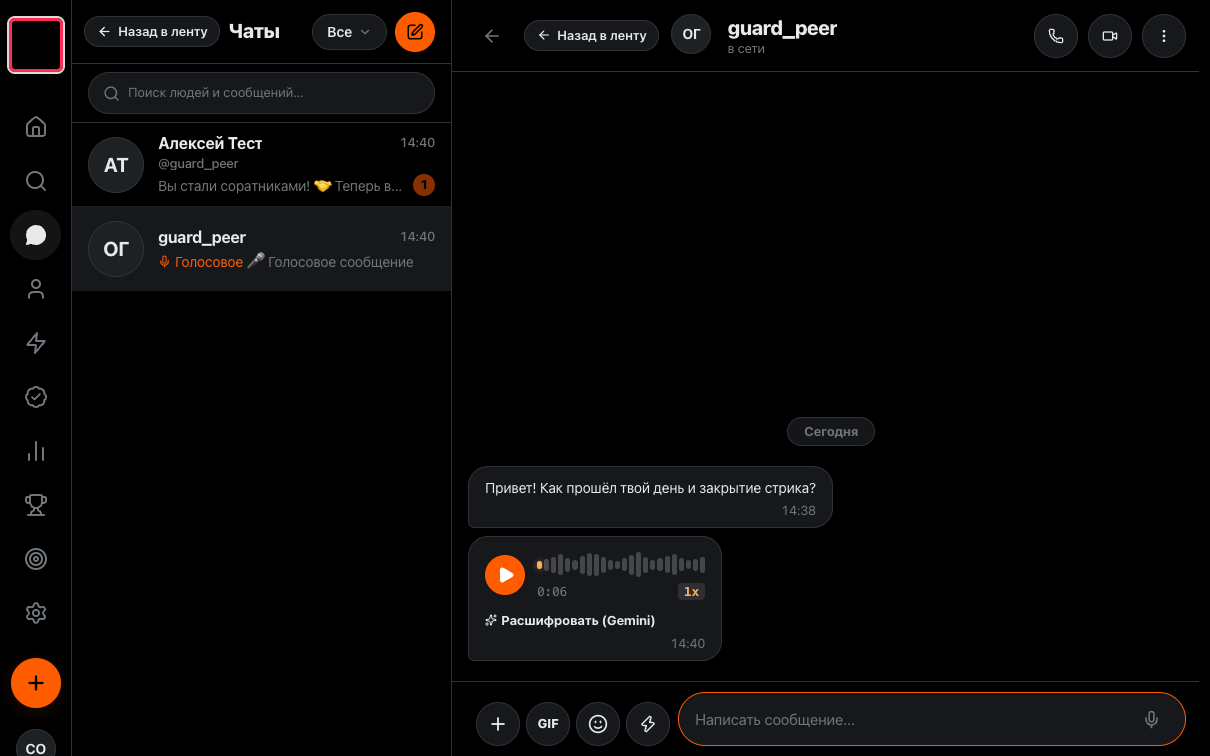 Назад в ленту
Чаты
Все
Поиск людей и сообщений...
Алексей Тест
14:40
@guard_peer
Вы стали соратниками! 🤝 Теперь в...
1
ОГ
guard_peer
14:40
Голосовое 🎤 Голосовое сообщение
АТ
СО
Назад в ленту
ОГ
guard_peer
в сети
Сегодня
Привет! Как прошёл твой день и закрытие стрика?
14:38
0:06
1x
Расшифровать (Gemini)
14:40
GIF
Написать сообщение...